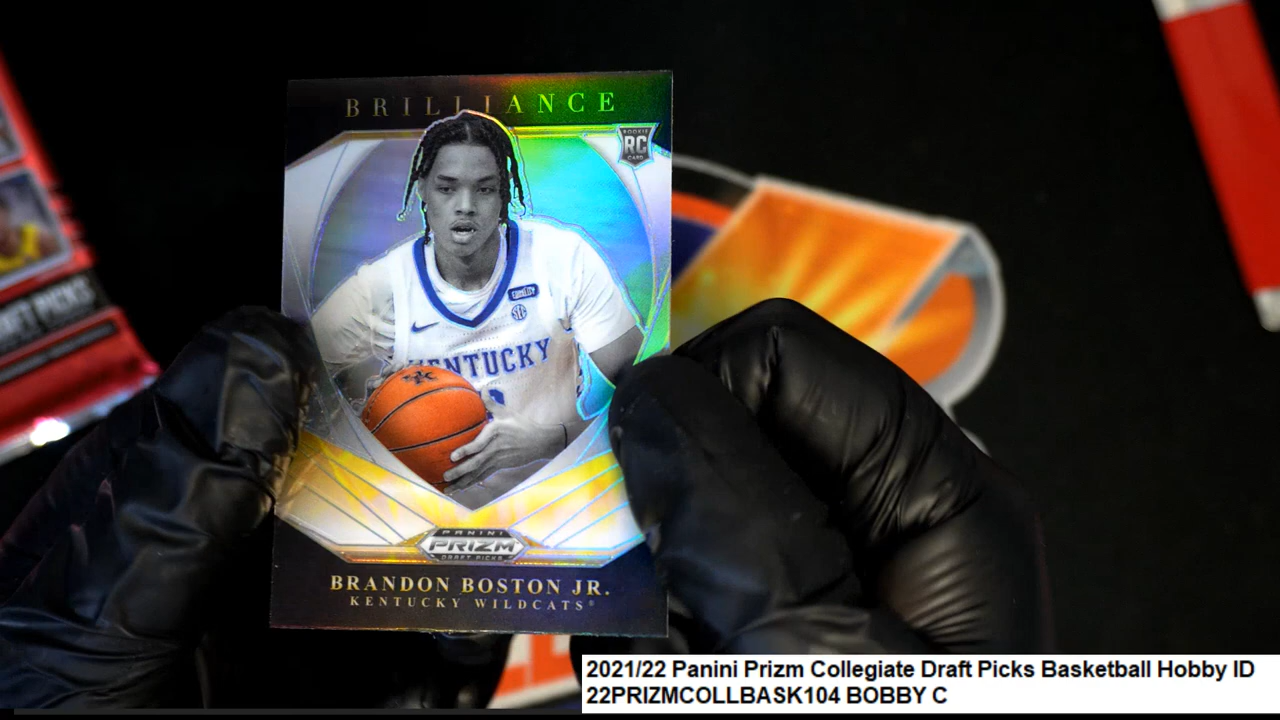 BRILLIANCE
ROOKIE
RC
CARD
SEC
KENTUCKY
PANINI
PRIZM
DRAFT PICKS
BRANDON BOSTON JR.
KENTUCKY WILDCATS
2021/22 Panini Prizm Collegiate Draft Picks Basketball Hobby ID
22PRIZMCOLLBASK104 BOBBY C